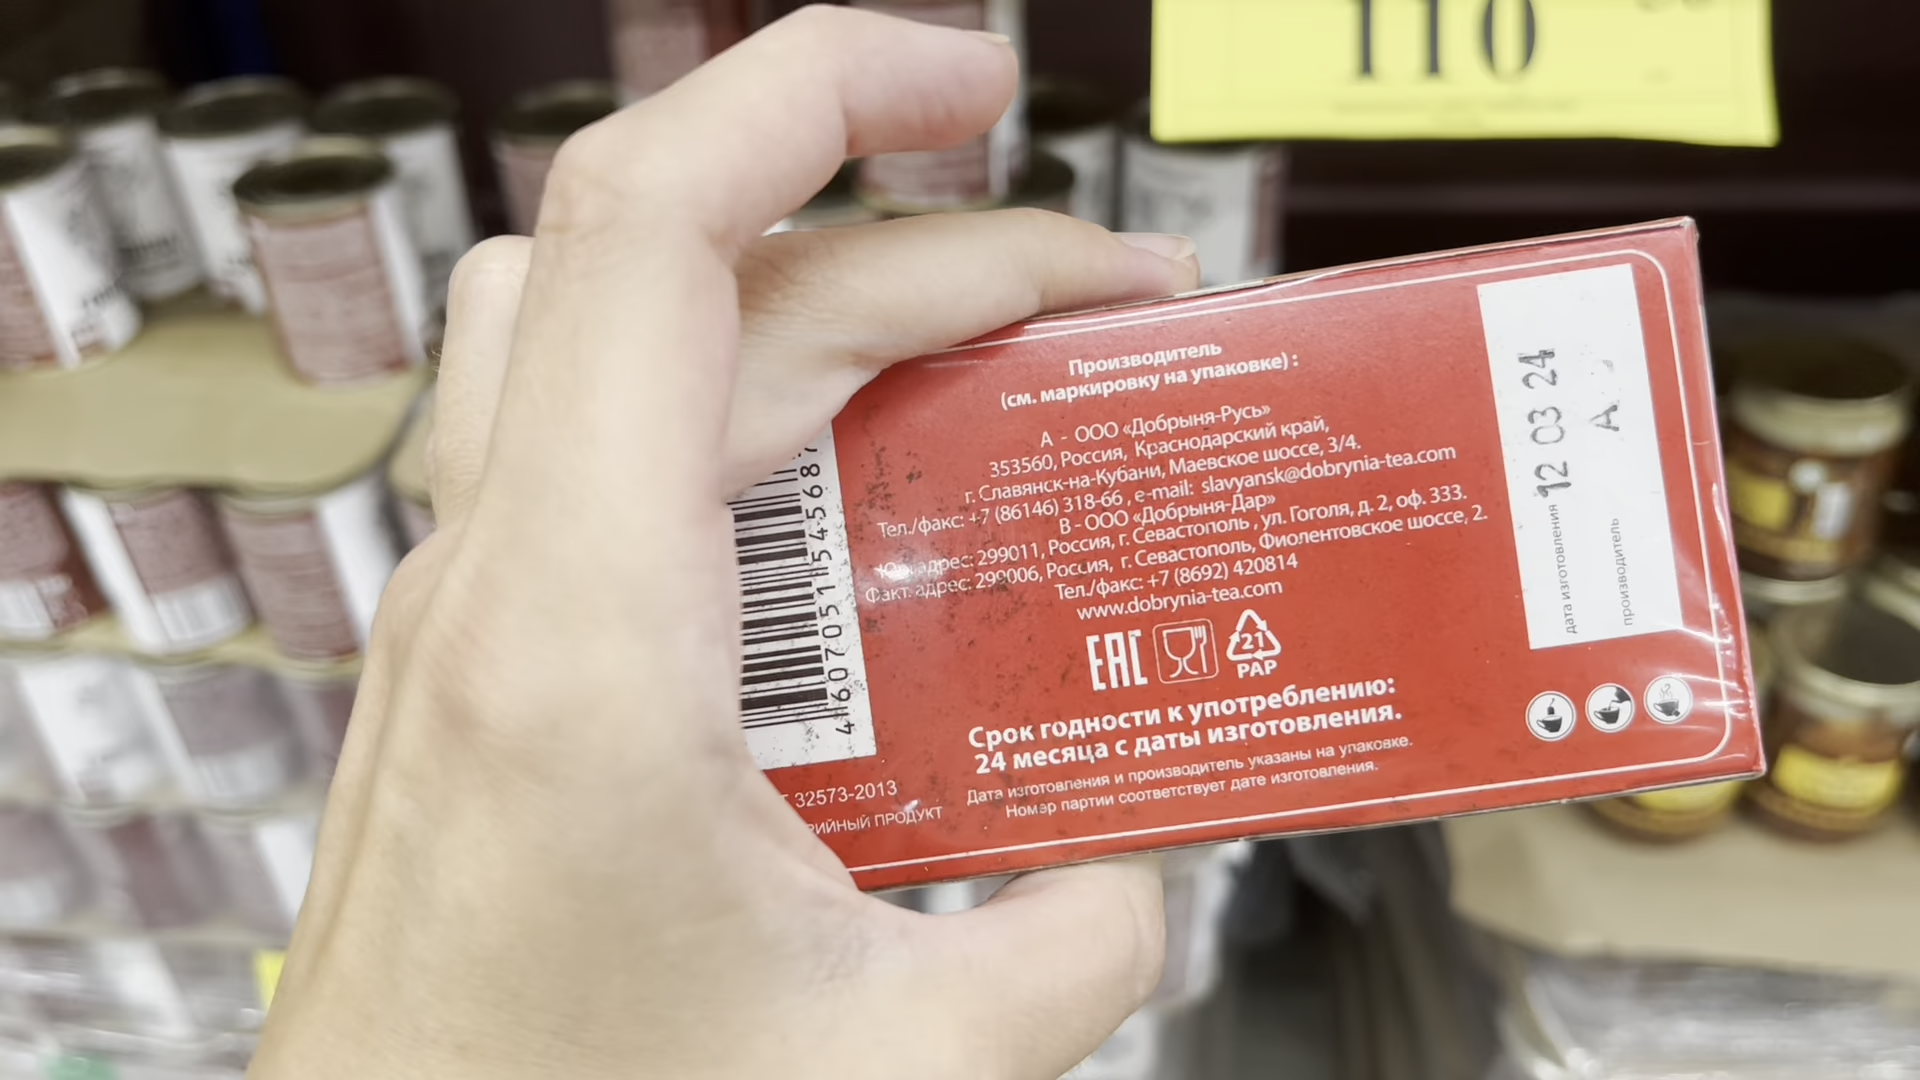 110
Производитель
(см. маркировку на упаковке) :
А - ООО «Добрыня-Русь»
353560, Россия, Краснодарский край,
г. Славянск-на-Кубани, Маевское шоссе, 3/4.
Тел./факс: +7 (86146) 318-66 , e-mail: slavyansk@dobrynia-tea.com
В - ООО «Добрыня-Дар»
Юр. адрес: 299011, Россия, г. Севастополь , ул. Гоголя, д. 2, оф. 333.
Факт. адрес: 299006, Россия, г. Севастополь, Фиолентовское шоссе, 2.
Тел./факс: +7 (8692) 420814
www.dobrynia-tea.com
EAC
21
PAP
Срок годности к употреблению:
24 месяца с даты изготовления.
Дата изготовления и производитель указаны на упаковке.
Номер партии соответствует дате изготовления.
32573-2013
ПРОДУКТ
4 607051 545687
дата изготовления 12 03 24
производитель А